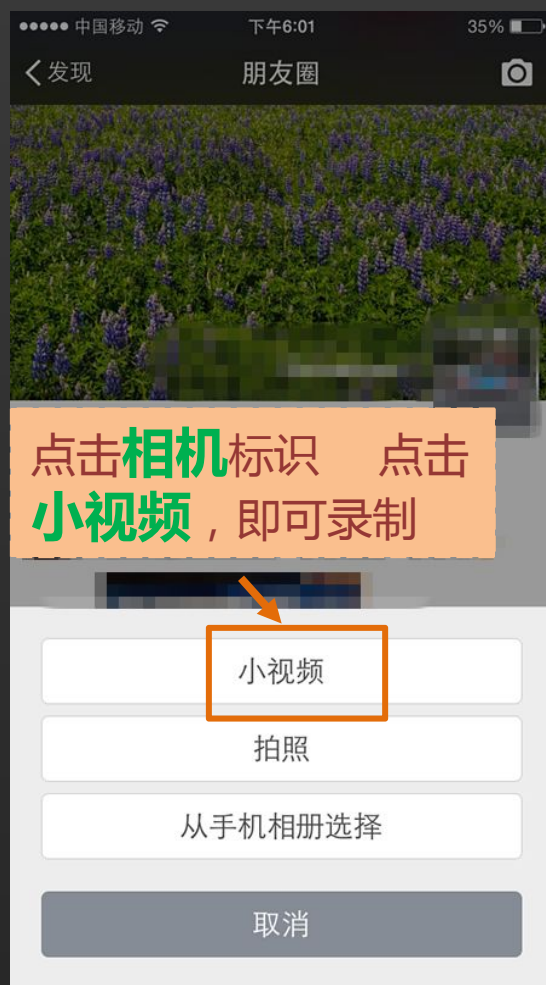 中国移动 下午6:01 35%
发现 朋友圈
点击相机标识 点击
小视频，即可录制
小视频
拍照
从手机相册选择
取消